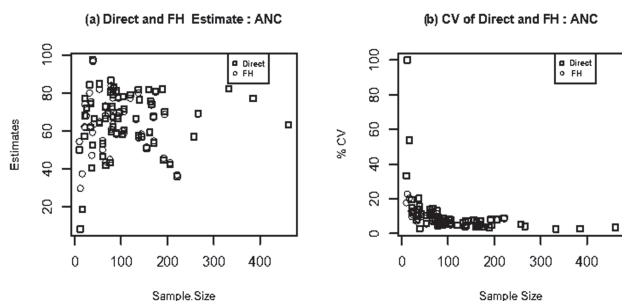 (a) Direct and FH Estimate : ANC
Direct
FH
Estimates
100
80
60
40
20
0 100 200 300 400
Sample.Size
(b) CV of Direct and FH : ANC
Direct
FH
% CV
100
80
60
40
20
0
0 100 200 300 400
Sample.Size